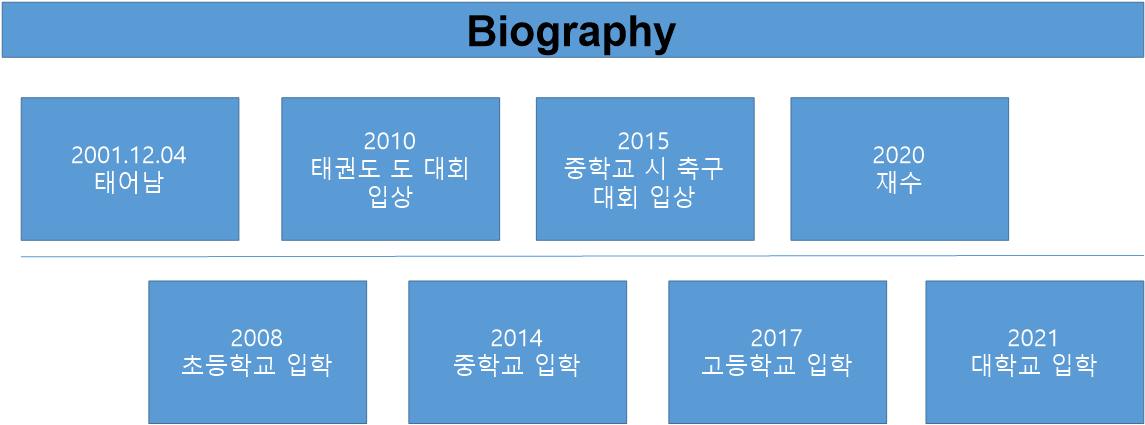 Biography
2001.12.04
태어남
2010
태권도 도 대회
입상
2015
중학교 시 축구
대회 입상
2020
재수
2008
초등학교 입학
2014
중학교 입학
2017
고등학교 입학
2021
대학교 입학